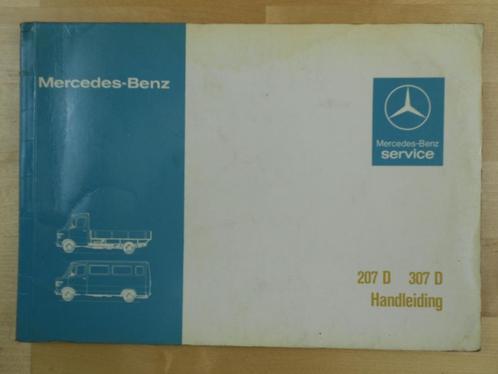 Mercedes-Benz
Mercedes-Benz
service
207 D 307 D
Handleiding